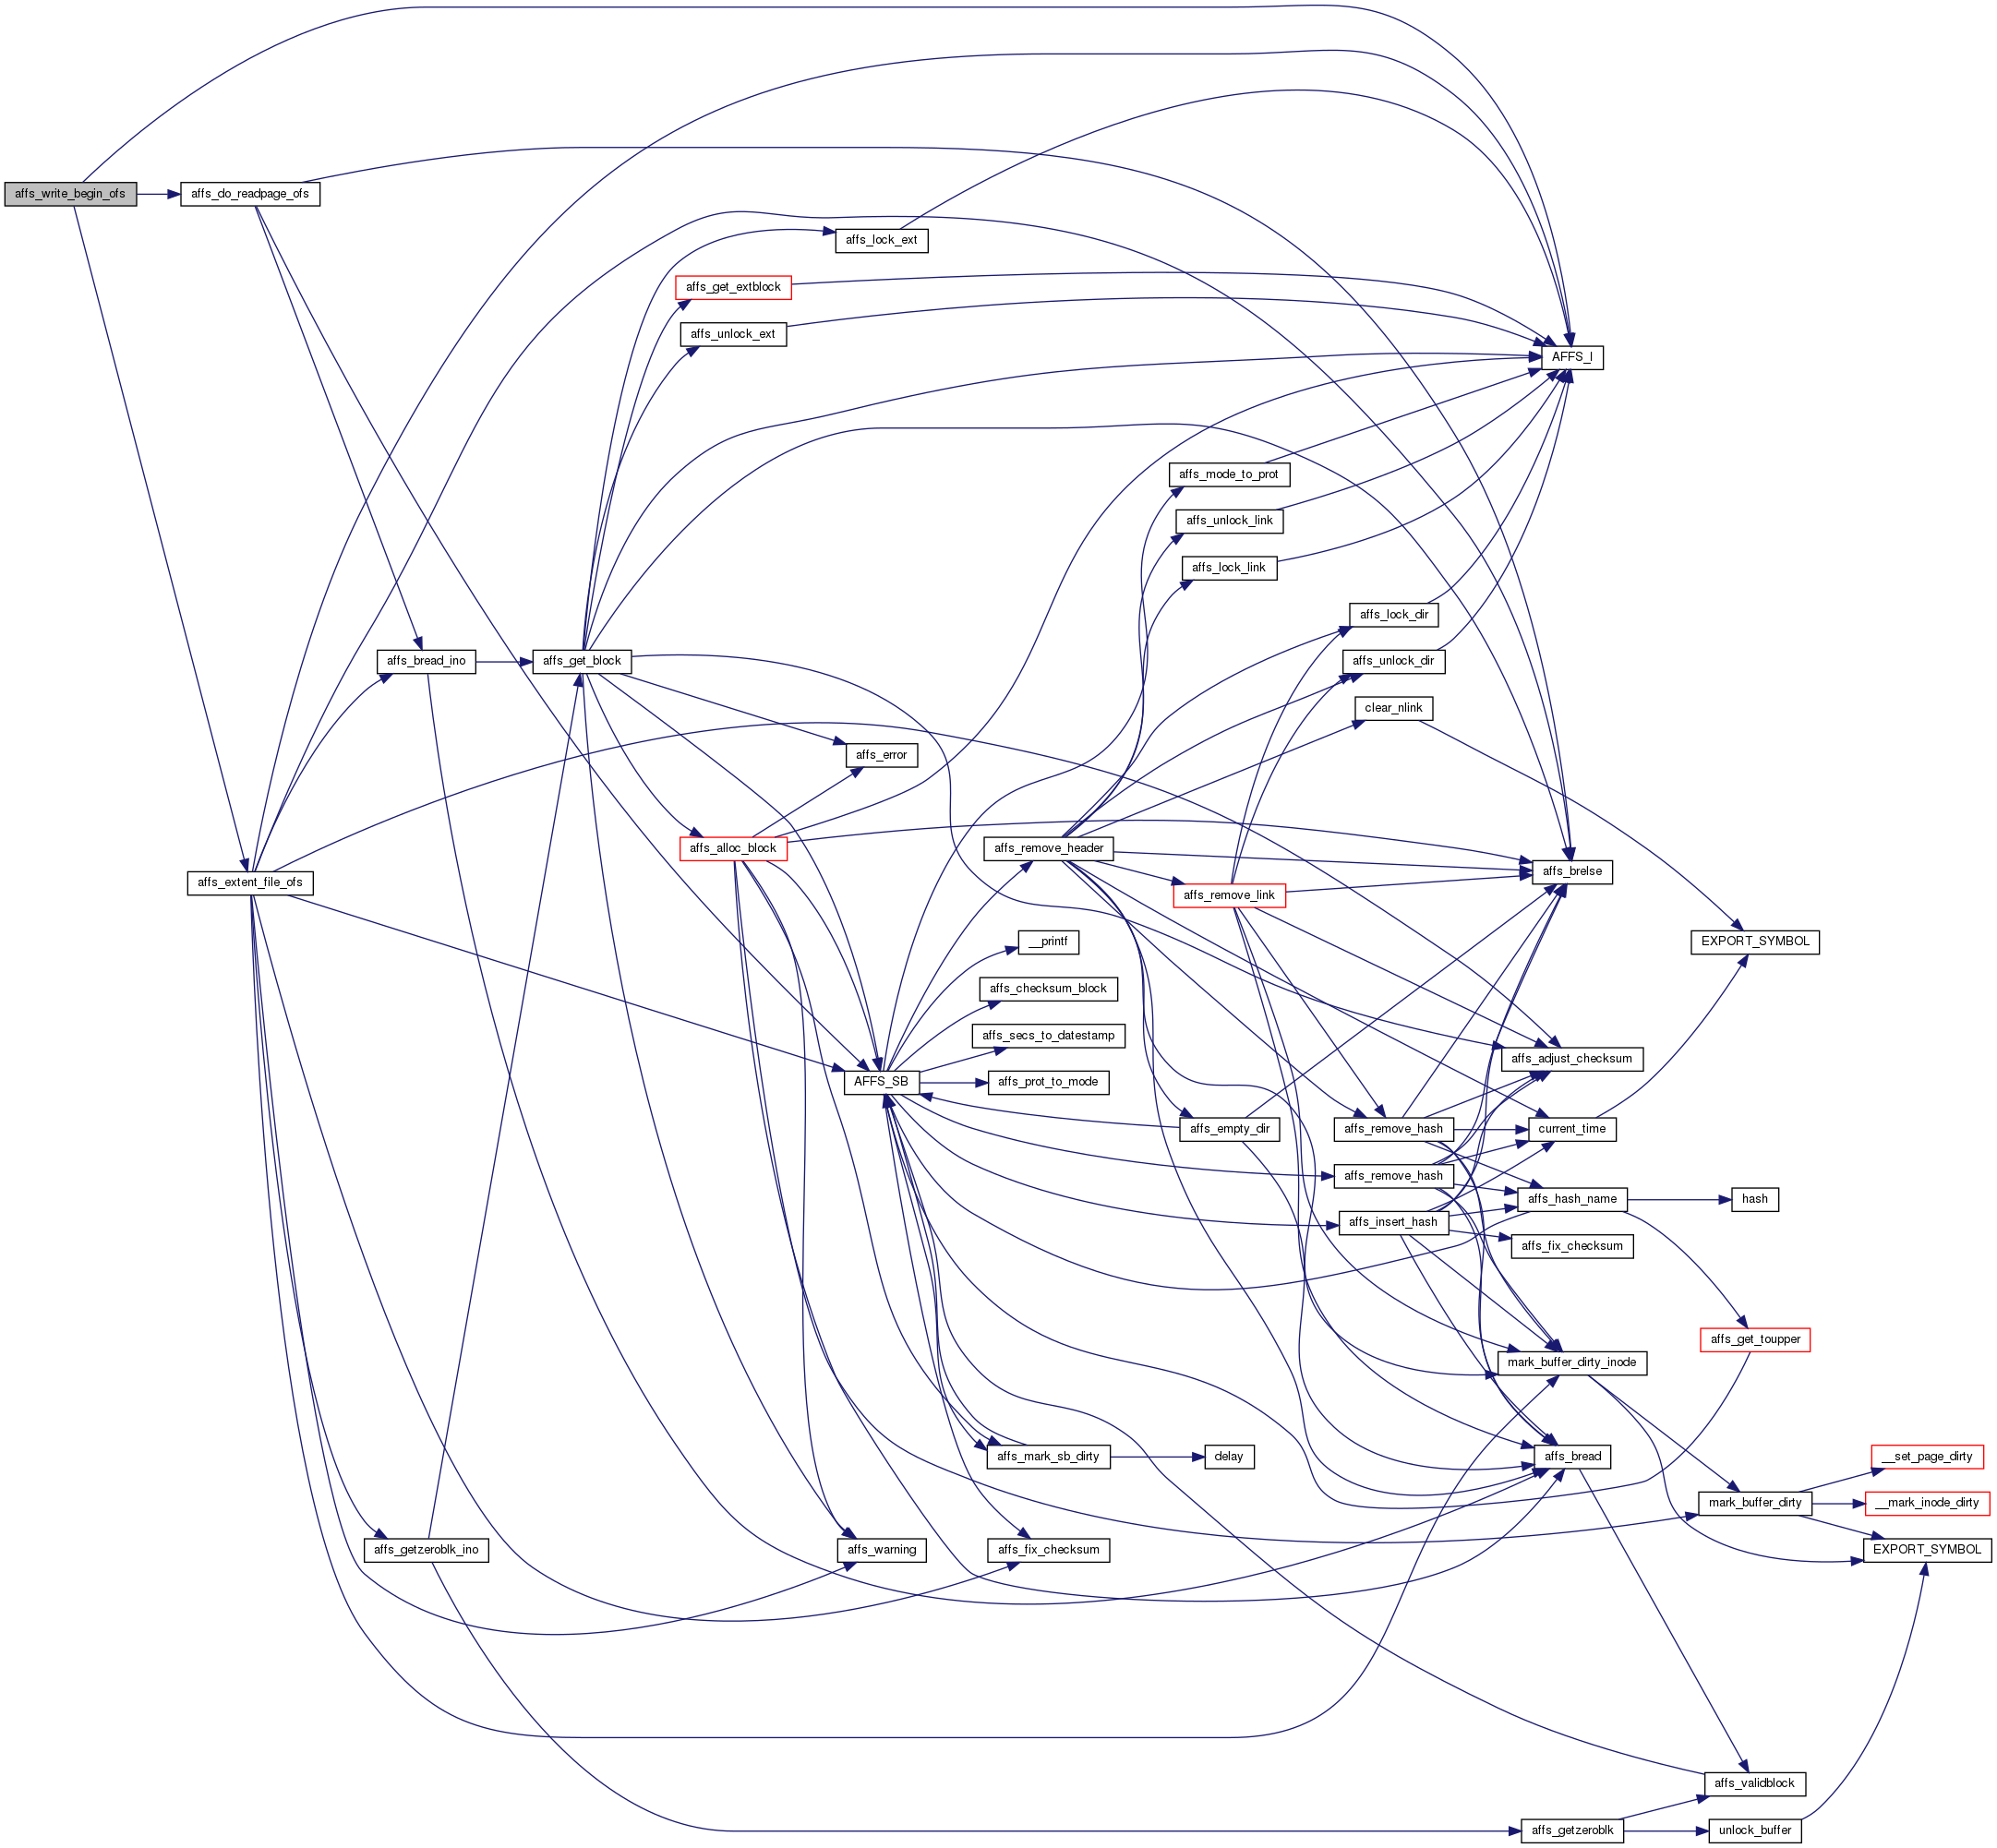 affs_write_begin_ofs
affs_do_readpage_ofs
affs_lock_ext
affs_get_extblock
affs_unlock_ext
AFFS_I
affs_mode_to_prot
affs_unlock_link
affs_lock_link
affs_lock_dir
affs_bread_ino
affs_get_block
affs_unlock_dir
clear_nlink
affs_error
affs_alloc_block
affs_remove_header
affs_extent_file_ofs
affs_remove_link
affs_brelse
__printf
EXPORT_SYMBOL
affs_checksum_block
affs_secs_to_datestamp
affs_adjust_checksum
AFFS_SB
affs_prot_to_mode
affs_empty_dir
affs_remove_hash
current_time
affs_remove_hash
affs_hash_name
hash
affs_insert_hash
affs_fix_checksum
affs_get_toupper
mark_buffer_dirty_inode
affs_mark_sb_dirty
delay
affs_bread
__set_page_dirty
mark_buffer_dirty
__mark_inode_dirty
affs_getzeroblk_ino
affs_warning
affs_fix_checksum
EXPORT_SYMBOL
affs_validblock
affs_getzeroblk
unlock_buffer